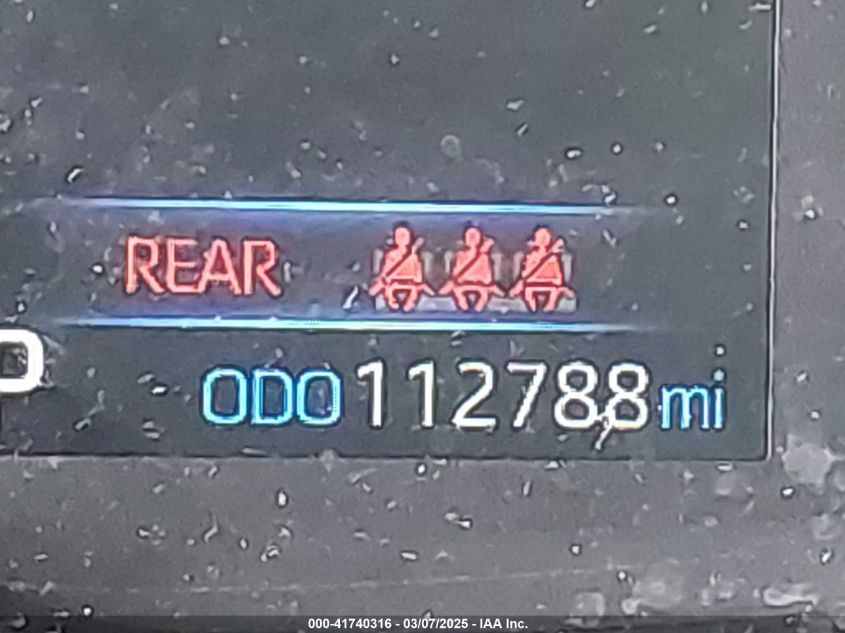 REAR
ODO 112788 mi
000-41740316 - 03/07/2025 - IAA Inc.